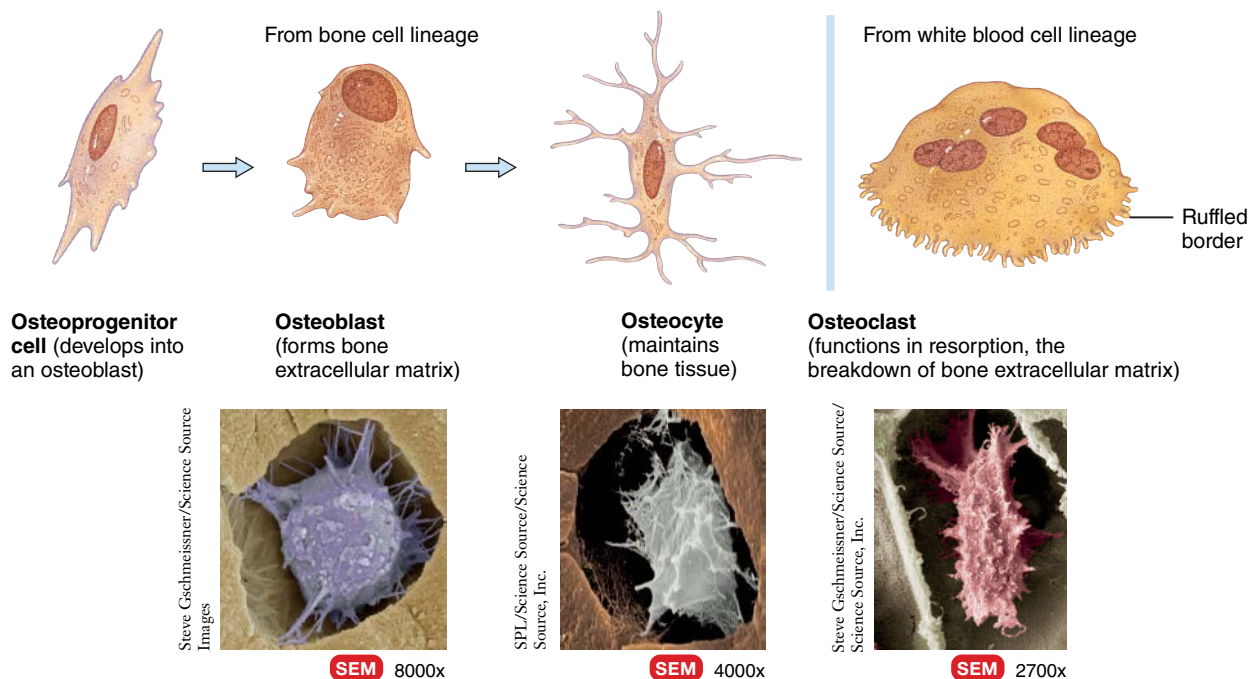 From bone cell lineage
From white blood cell lineage
Ruffled
border
Osteoprogenitor
cell (develops into
an osteoblast)
Osteoblast
(forms bone
extracellular matrix)
Osteocyte
(maintains
bone tissue)
Osteoclast
(functions in resorption, the
breakdown of bone extracellular matrix)
Steve Gschmeissner/Science Source
Images
SPL/Science Source/Science
Source, Inc.
Steve Gschmeissner/Science Source/
Science Source, Inc.
SEM 8000x
SEM 4000x
SEM 2700x